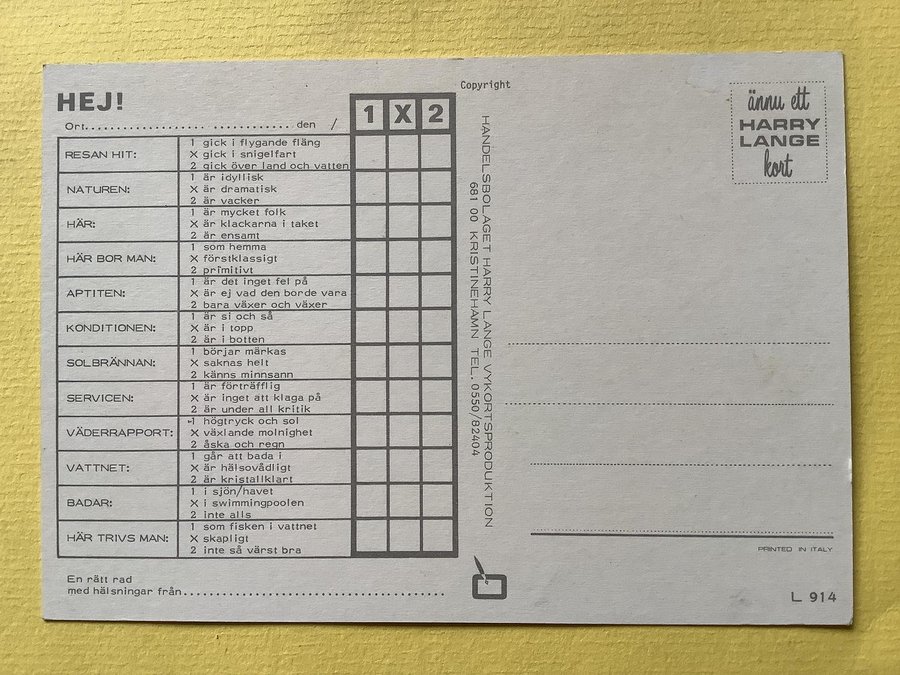 HEJ!
Ort.................. ............ den /
1 X 2
RESAN HIT:
1 gick i flygande fläng
X gick i snigelfart
2 gick över land och vatten
NATUREN:
1 är idyllisk
X är dramatisk
2 är vacker
HÄR:
1 är mycket folk
X är klackarna i taket
2 är ensamt
HÄR BOR MAN:
1 som hemma
X förstklassigt
2 primitivt
APTITEN:
1 är det inget fel på
X är ej vad den borde vara
2 bara växer och växer
KONDITIONEN:
1 är si och så
X är i topp
2 är i botten
SOLBRÄNNAN:
1 börjar märkas
X saknas helt
2 känns minnsann
SERVICEN:
1 är förträfflig
X är inget att klaga på
2 är under all kritik
VÄDERRAPPORT:
1 högtryck och sol
X växlande molnighet
2 åska och regn
VATTNET:
1 går att bada i
X är hälsovådligt
2 är kristallklart
BADAR:
1 i sjön/havet
X i swimmingpoolen
2 inte alls
HÄR TRIVS MAN:
1 som fisken i vattnet
X skapligt
2 inte så värst bra
En rätt rad
med hälsningar från........................................
Copyright
HANDELSBOLAGET HARRY LANGE VYKORTSPRODUKTION
681 00 KRISTINEHAMN TEL. 0550/82404
ännu ett
HARRY
LANGE
kort
PRINTED IN ITALY
L 914